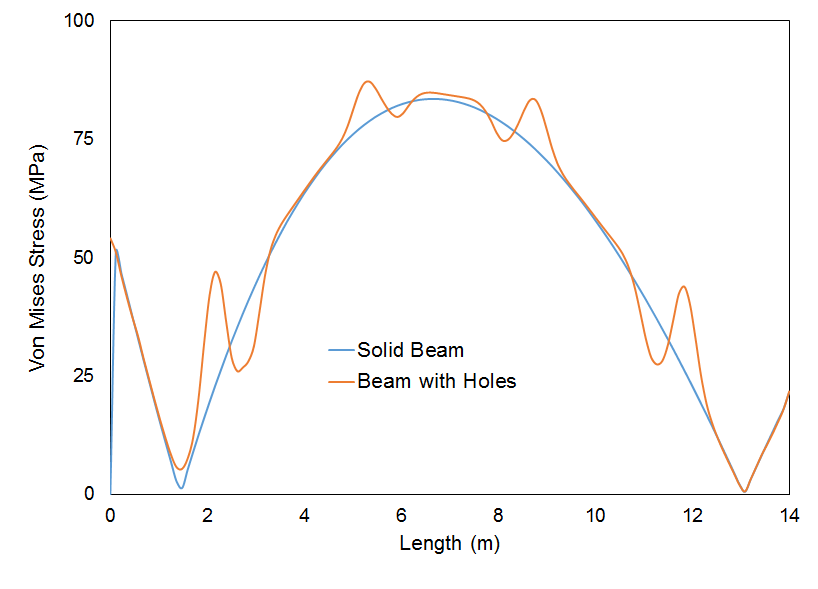 100
75
50
25
0
Von Mises Stress (MPa)
Solid Beam
Beam with Holes
0 2 4 6 8 10 12 14
Length (m)